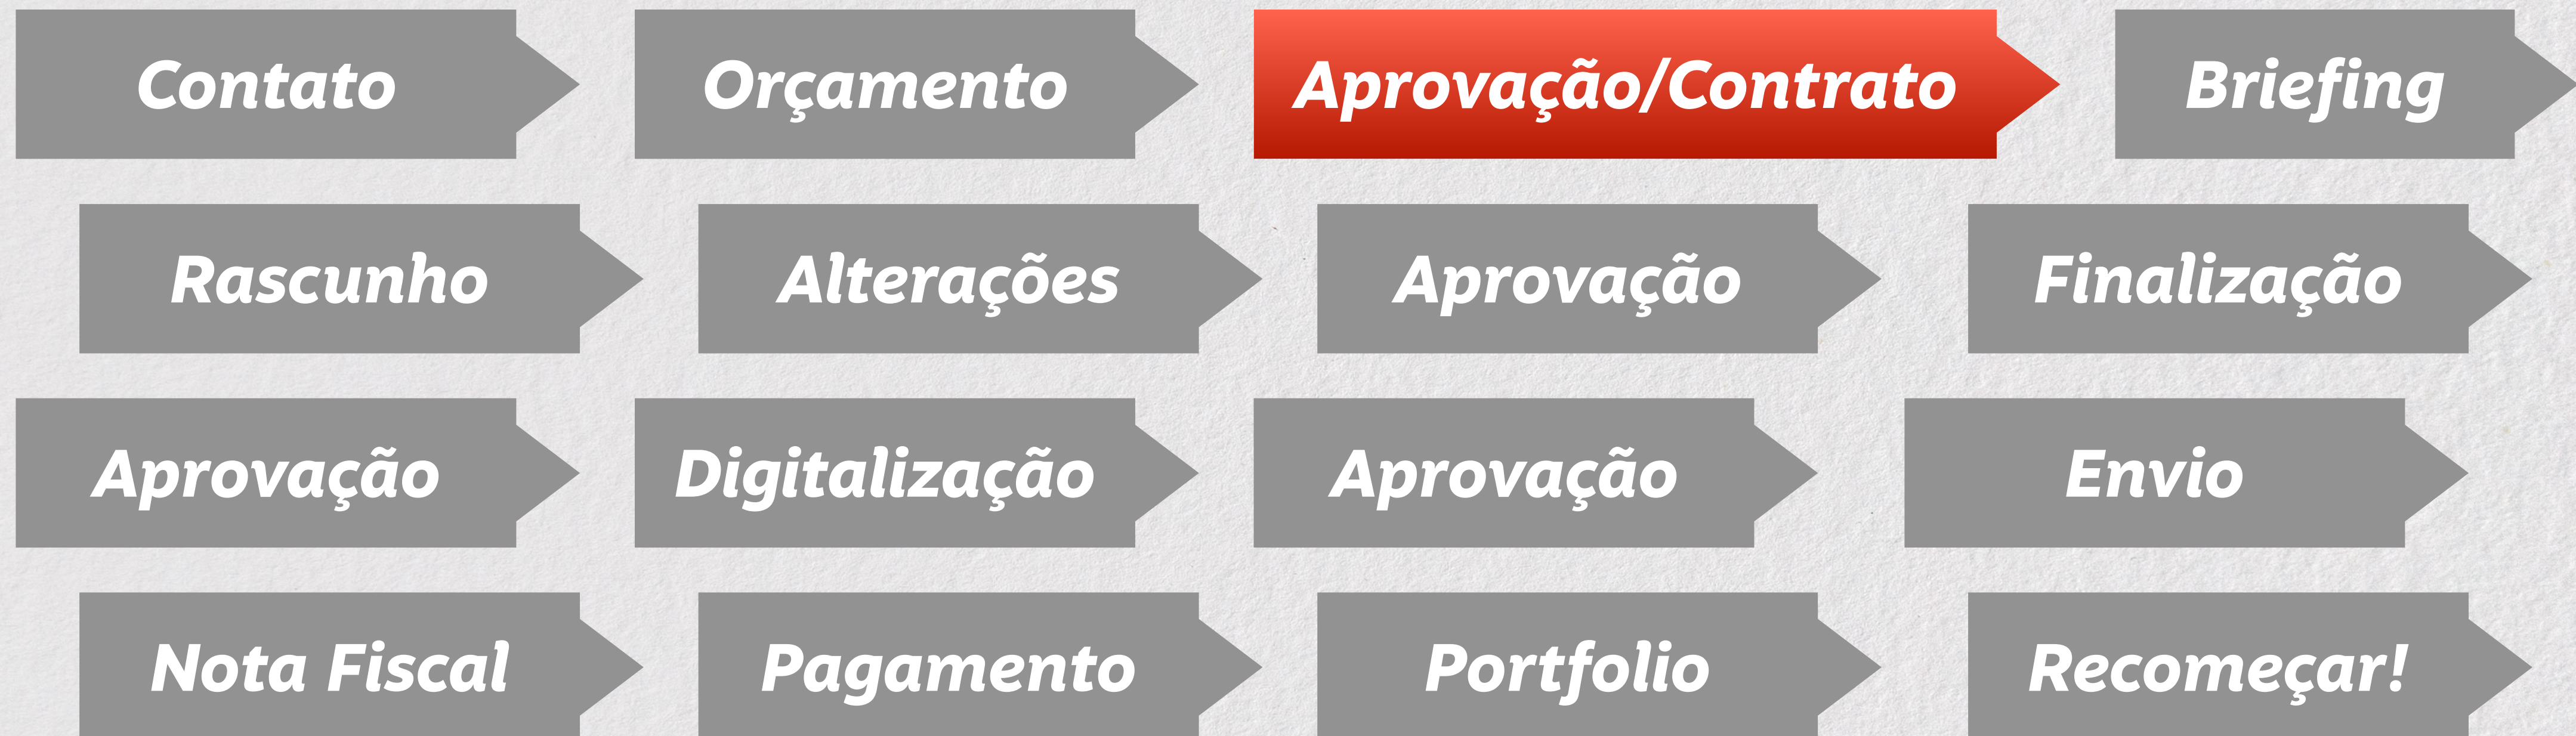 Contato
Orçamento
Aprovação/Contrato
Briefing
Rascunho
Alterações
Aprovação
Finalização
Aprovação
Digitalização
Aprovação
Envio
Nota Fiscal
Pagamento
Portfolio
Recomeçar!